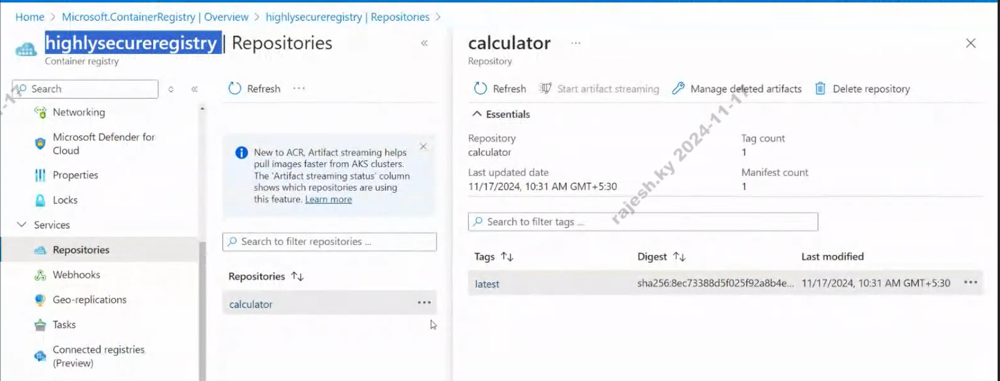 Home > Microsoft.ContainerRegistry | Overview > highlysecureregistry | Repositories >
highlysecureregistry | Repositories
Container registry
Search
Networking
Microsoft Defender for
Cloud
Properties
Locks
Services
Repositories
Webhooks
Geo-replications
Tasks
Connected registries
(Preview)
Refresh ...
New to ACR, Artifact streaming helps
pull images faster from AKS clusters.
The 'Artifact streaming status' column
shows which repositories are using
this feature. Learn more
Search to filter repositories ...
Repositories
calculator ...
calculator ...
Repository
Refresh Start artifact streaming Manage deleted artifacts Delete repository
Essentials
Repository
calculator
Last updated date
11/17/2024, 10:31 AM GMT+5:30
Tag count
1
Manifest count
1
Search to filter tags ...
Tags Digest Last modified
latest sha256:8ec73388d5f025f92a8b4e... 11/17/2024, 10:31 AM GMT+5:30 ...
rajesh.ky 2024-11-17